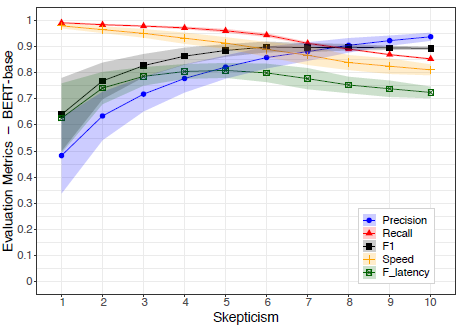 Evaluation Metrics − BERT-base
1
0.9
0.8
0.7
0.6
0.5
0.4
0.3
0.2
0.1
0
1 2 3 4 5 6 7 8 9 10
Skepticism
Precision
Recall
F1
Speed
F_latency